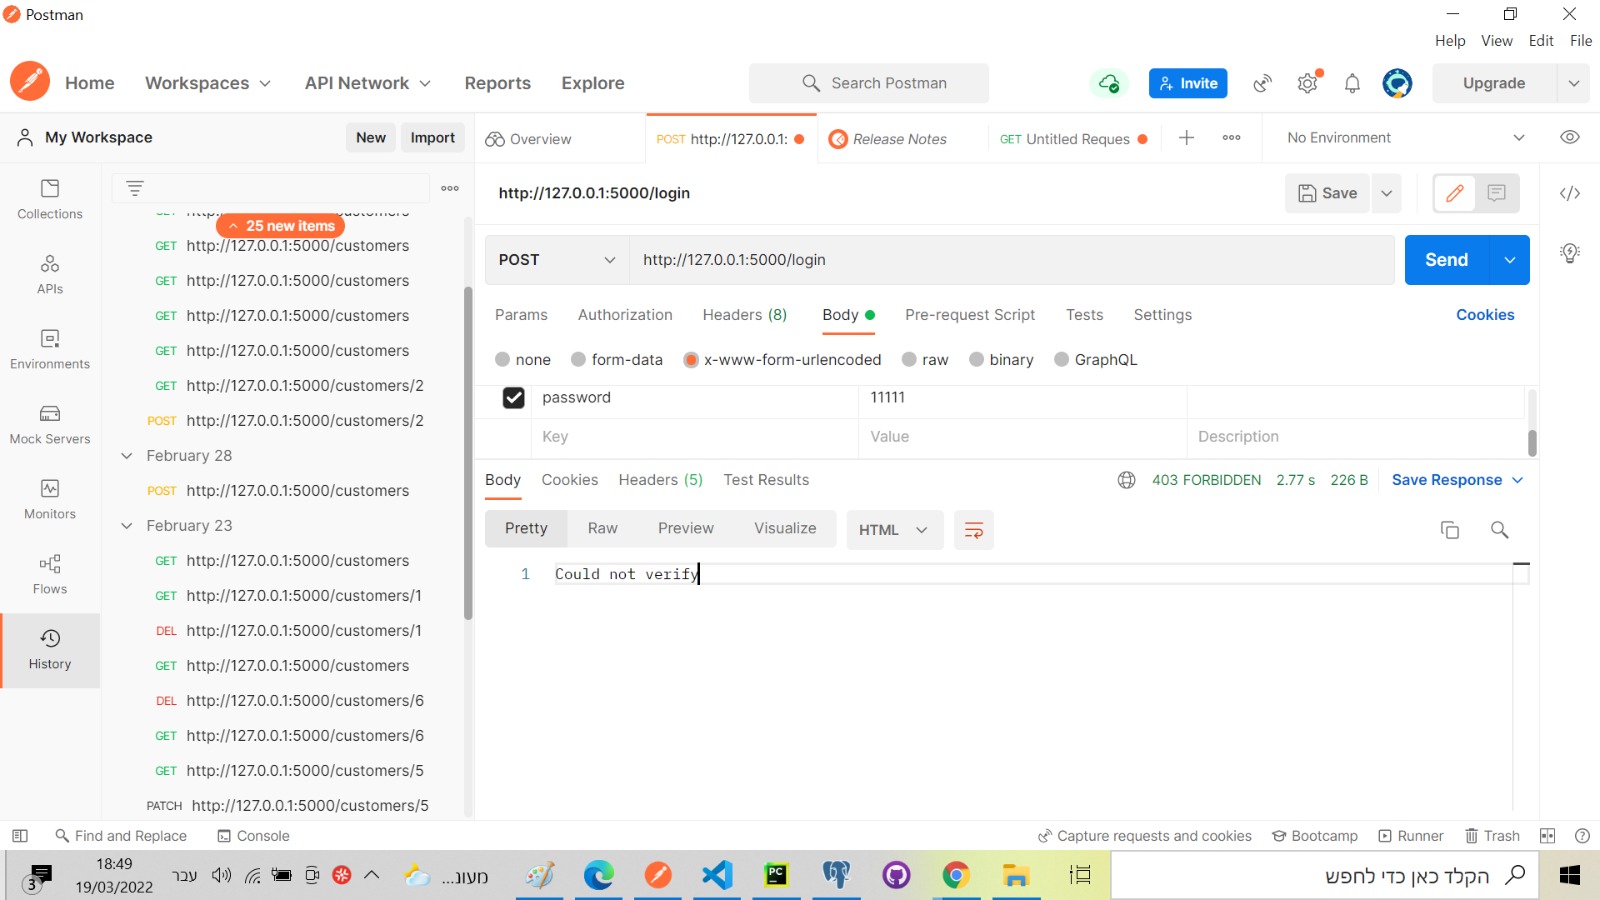 Postman
Help View Edit File
Home Workspaces API Network Reports Explore
Search Postman
Invite
Upgrade
My Workspace
New Import
Overview
POST http://127.0.0.1:
Release Notes
GET Untitled Reques
No Environment
Collections
APIs
Environments
Mock Servers
Monitors
Flows
History
25 new items
GET http://127.0.0.1:5000/customers
GET http://127.0.0.1:5000/customers
GET http://127.0.0.1:5000/customers
GET http://127.0.0.1:5000/customers
GET http://127.0.0.1:5000/customers/2
POST http://127.0.0.1:5000/customers/2
February 28
POST http://127.0.0.1:5000/customers
February 23
GET http://127.0.0.1:5000/customers
GET http://127.0.0.1:5000/customers/1
DEL http://127.0.0.1:5000/customers/1
GET http://127.0.0.1:5000/customers
DEL http://127.0.0.1:5000/customers/6
GET http://127.0.0.1:5000/customers/6
GET http://127.0.0.1:5000/customers/5
PATCH http://127.0.0.1:5000/customers/5
http://127.0.0.1:5000/login
Save
POST http://127.0.0.1:5000/login
Send
Params Authorization Headers (8) Body Pre-request Script Tests Settings Cookies
none form-data x-www-form-urlencoded raw binary GraphQL
password 11111
Key Value Description
Body Cookies Headers (5) Test Results
403 FORBIDDEN 2.77 s 226 B Save Response
Pretty Raw Preview Visualize HTML
1 Could not verify
Find and Replace Console
Capture requests and cookies Bootcamp Runner Trash
3
18:49
19/03/2022
עבר
מעונ...
PC
הקלד כאן כדי לחפש